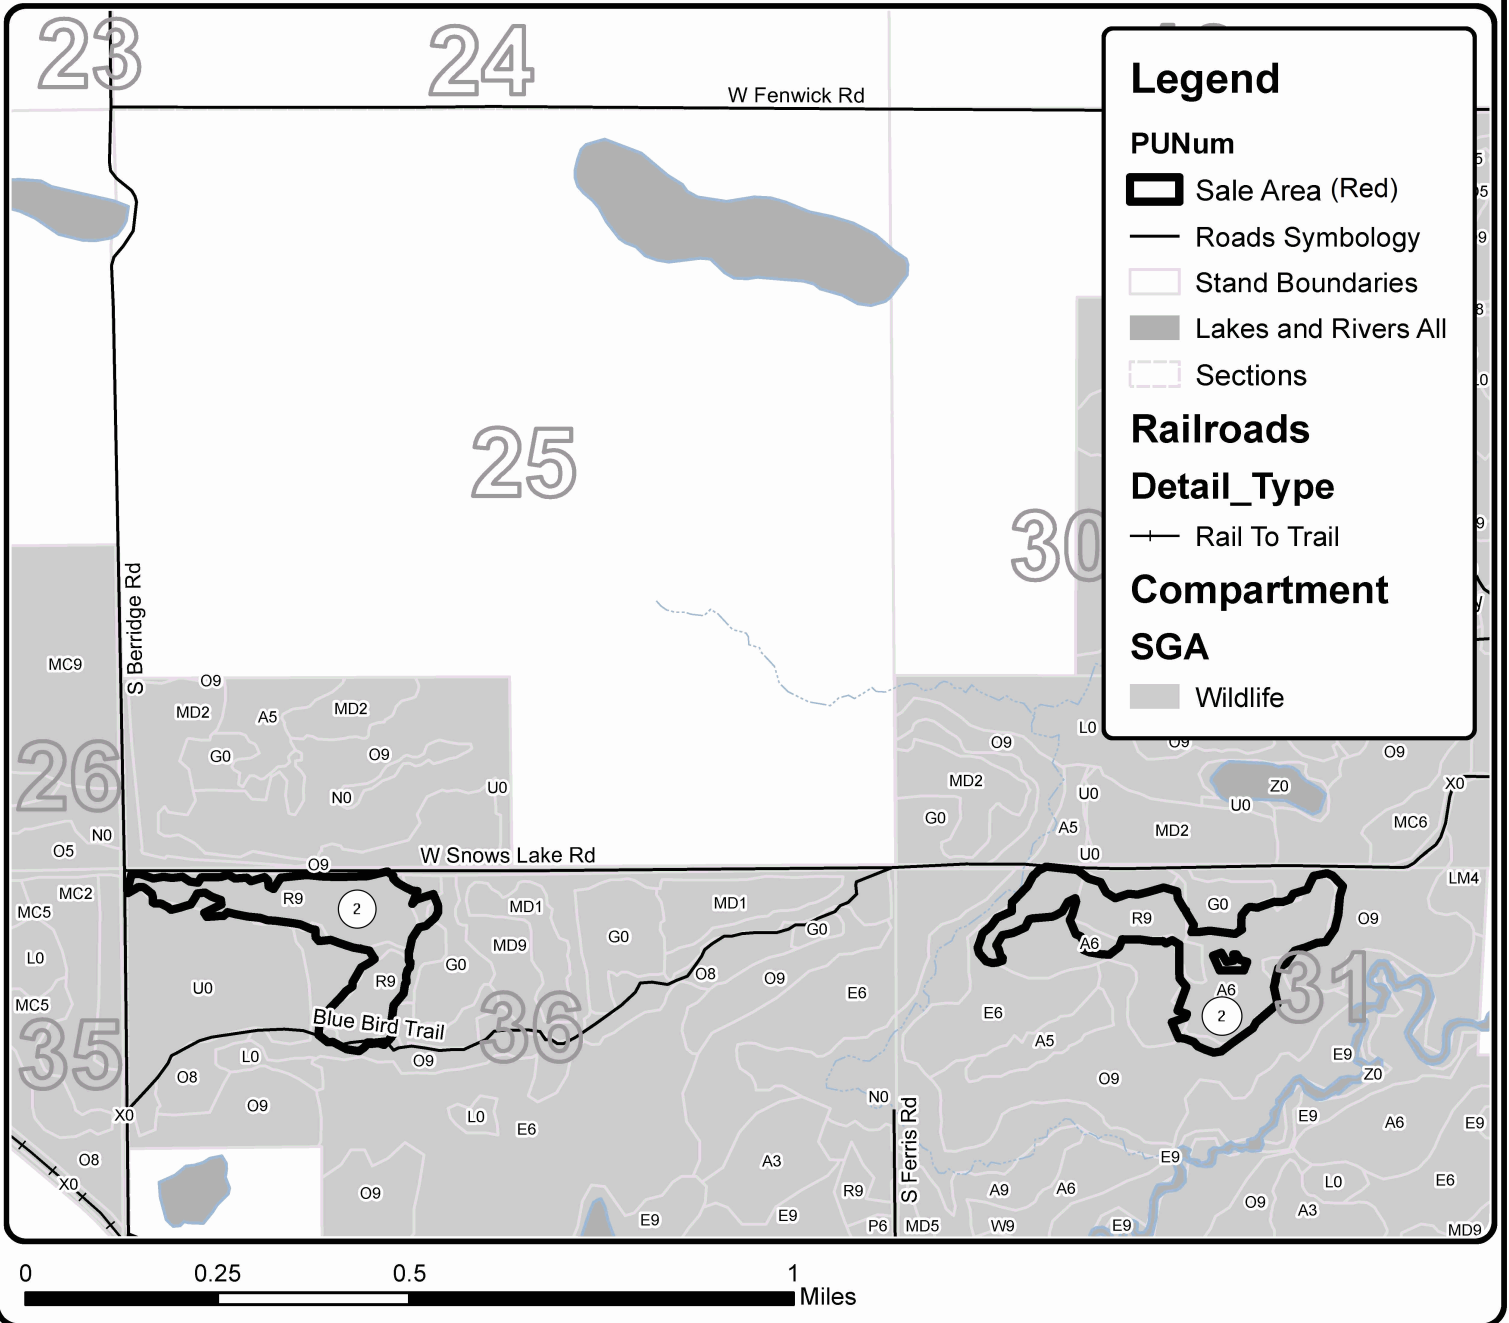 23
24
W Fenwick Rd
Legend
PUNum
Sale Area (Red)
Roads Symbology
Stand Boundaries
Lakes and Rivers All
Sections
Railroads
Detail_Type
Rail To Trail
Compartment
SGA
Wildlife
25
30
S Berridge Rd
MC9
O9
MD2
A5
MD2
G0
O9
N0
U0
26
N0
O5
O9
W Snows Lake Rd
O9
L0
O9
O9
MD2
G0
A5
U0
MD2
U0
Z0
U0
X0
MC6
LM4
MC2
MC5
L0
MC5
35
R9
2
R9
U0
Blue Bird Trail
MD1
MD9
G0
G0
MD1
G0
O8
O9
E6
36
O9
L0
O8
O9
X0
O8
X0
L0
E6
O9
N0
S Ferris Rd
A3
R9
E9
E9
P6
MD5
R9
G0
A6
O9
A6
2
31
E6
A5
O9
E9
Z0
E9
A6
E9
E9
A9
A6
W9
E9
O9
L0
A3
E6
MD9
0
0.25
0.5
1
Miles